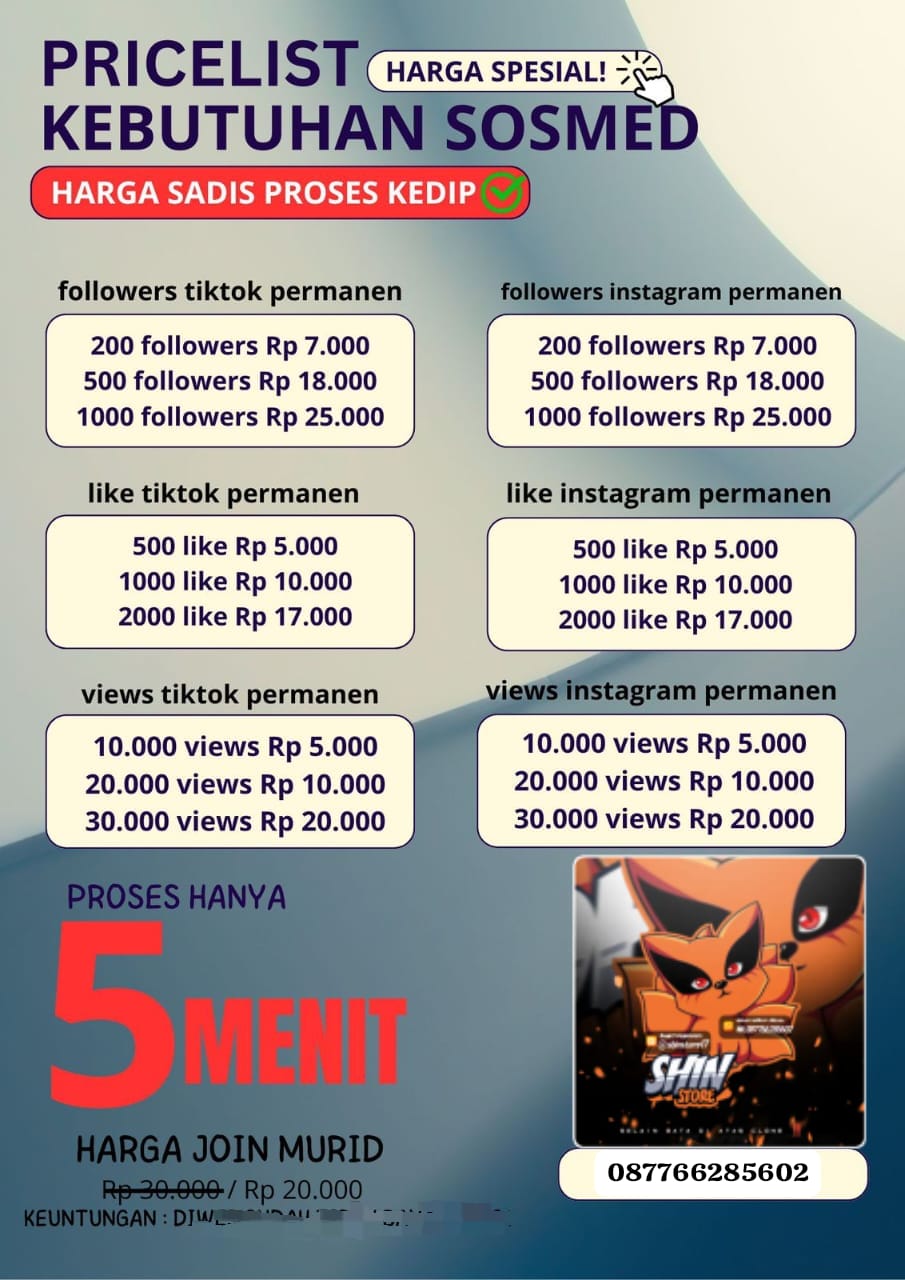 PRICELIST
HARGA SPESIAL!
KEBUTUHAN SOSMED
HARGA SADIS PROSES KEDIP
followers tiktok permanen
200 followers Rp 7.000
500 followers Rp 18.000
1000 followers Rp 25.000
followers instagram permanen
200 followers Rp 7.000
500 followers Rp 18.000
1000 followers Rp 25.000
like tiktok permanen
500 like Rp 5.000
1000 like Rp 10.000
2000 like Rp 17.000
like instagram permanen
500 like Rp 5.000
1000 like Rp 10.000
2000 like Rp 17.000
views tiktok permanen
10.000 views Rp 5.000
20.000 views Rp 10.000
30.000 views Rp 20.000
views instagram permanen
10.000 views Rp 5.000
20.000 views Rp 10.000
30.000 views Rp 20.000
PROSES HANYA
5 MENIT
HARGA JOIN MURID
Rp 30.000 / Rp 20.000
KEUNTUNGAN :
SHIN
STORE
087766285602